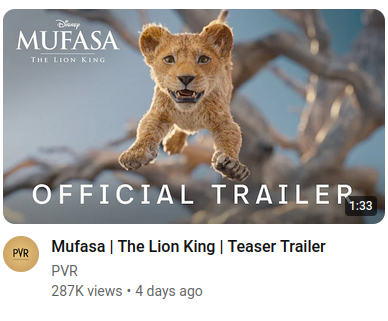 Disney
MUFASA
THE LION KING
OFFICIAL TRAILER
1:33
PVR
Mufasa | The Lion King | Teaser Trailer
PVR
287K views • 4 days ago